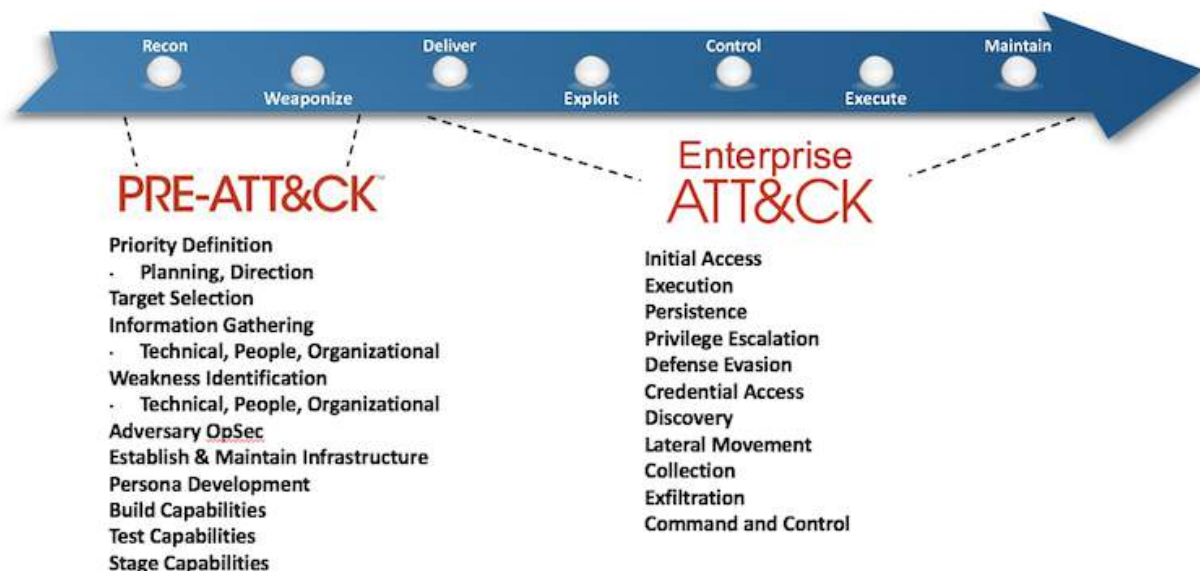 Recon
Deliver
Control
Maintain
Weaponize
Exploit
Execute
PRE-ATT&CK™
Priority Definition
· Planning, Direction
Target Selection
Information Gathering
· Technical, People, Organizational
Weakness Identification
· Technical, People, Organizational
Adversary OpSec
Establish & Maintain Infrastructure
Persona Development
Build Capabilities
Test Capabilities
Stage Capabilities
Enterprise
ATT&CK
Initial Access
Execution
Persistence
Privilege Escalation
Defense Evasion
Credential Access
Discovery
Lateral Movement
Collection
Exfiltration
Command and Control